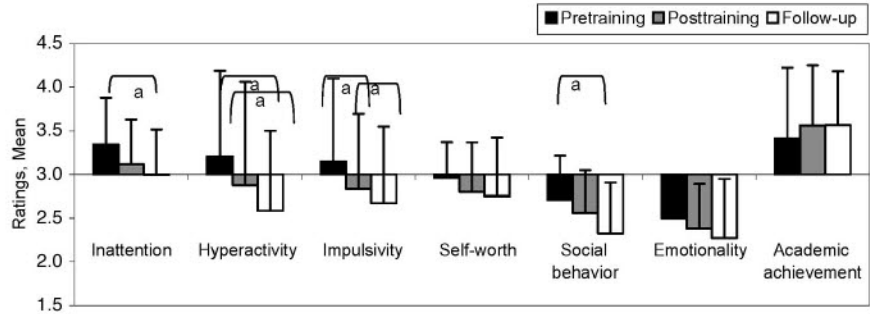 Pretraining Posttraining Follow-up
4.5
4.0
3.5
3.0
2.5
2.0
1.5
Ratings, Mean
a
a
a
a
a
a
Inattention Hyperactivity Impulsivity Self-worth Social behavior Emotionality Academic achievement